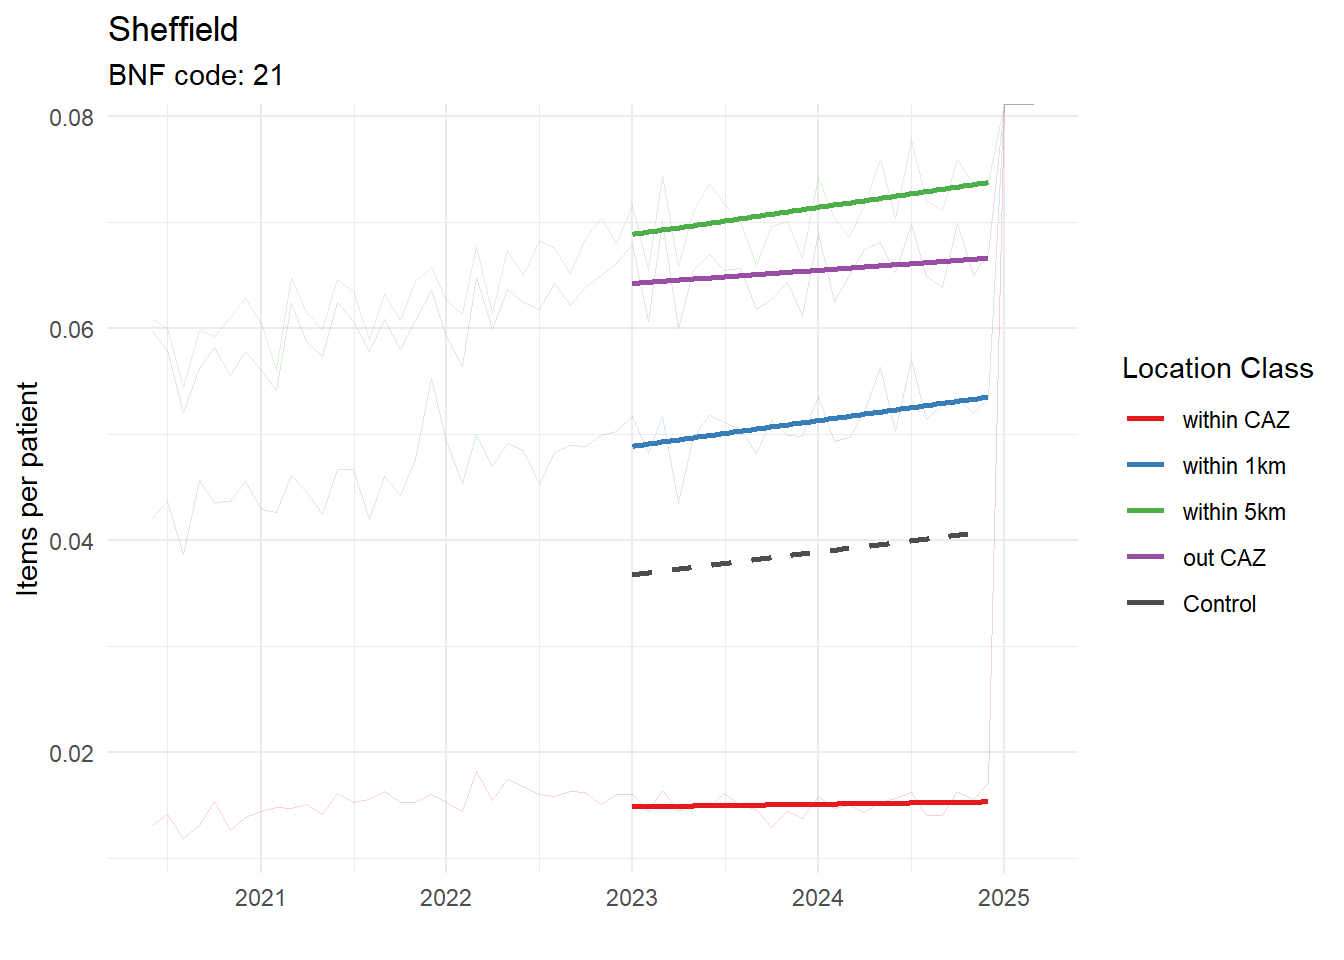 Sheffield
BNF code: 21
0.08
0.06
0.04
0.02
Items per patient
2021
2022
2023
2024
2025
Location Class
within CAZ
within 1km
within 5km
out CAZ
Control